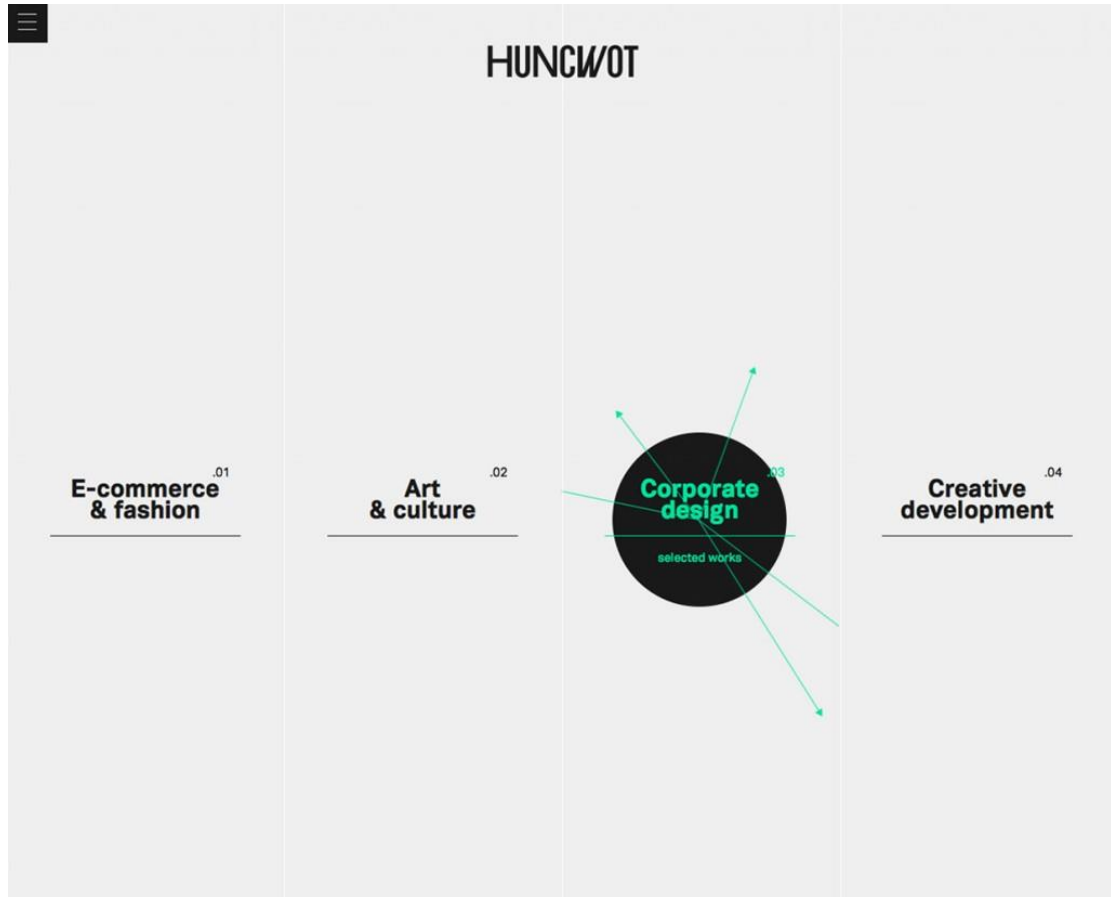 HUNCWOT
.01
E-commerce
& fashion
.02
Art
& culture
.03
Corporate
design
selected works
.04
Creative
development